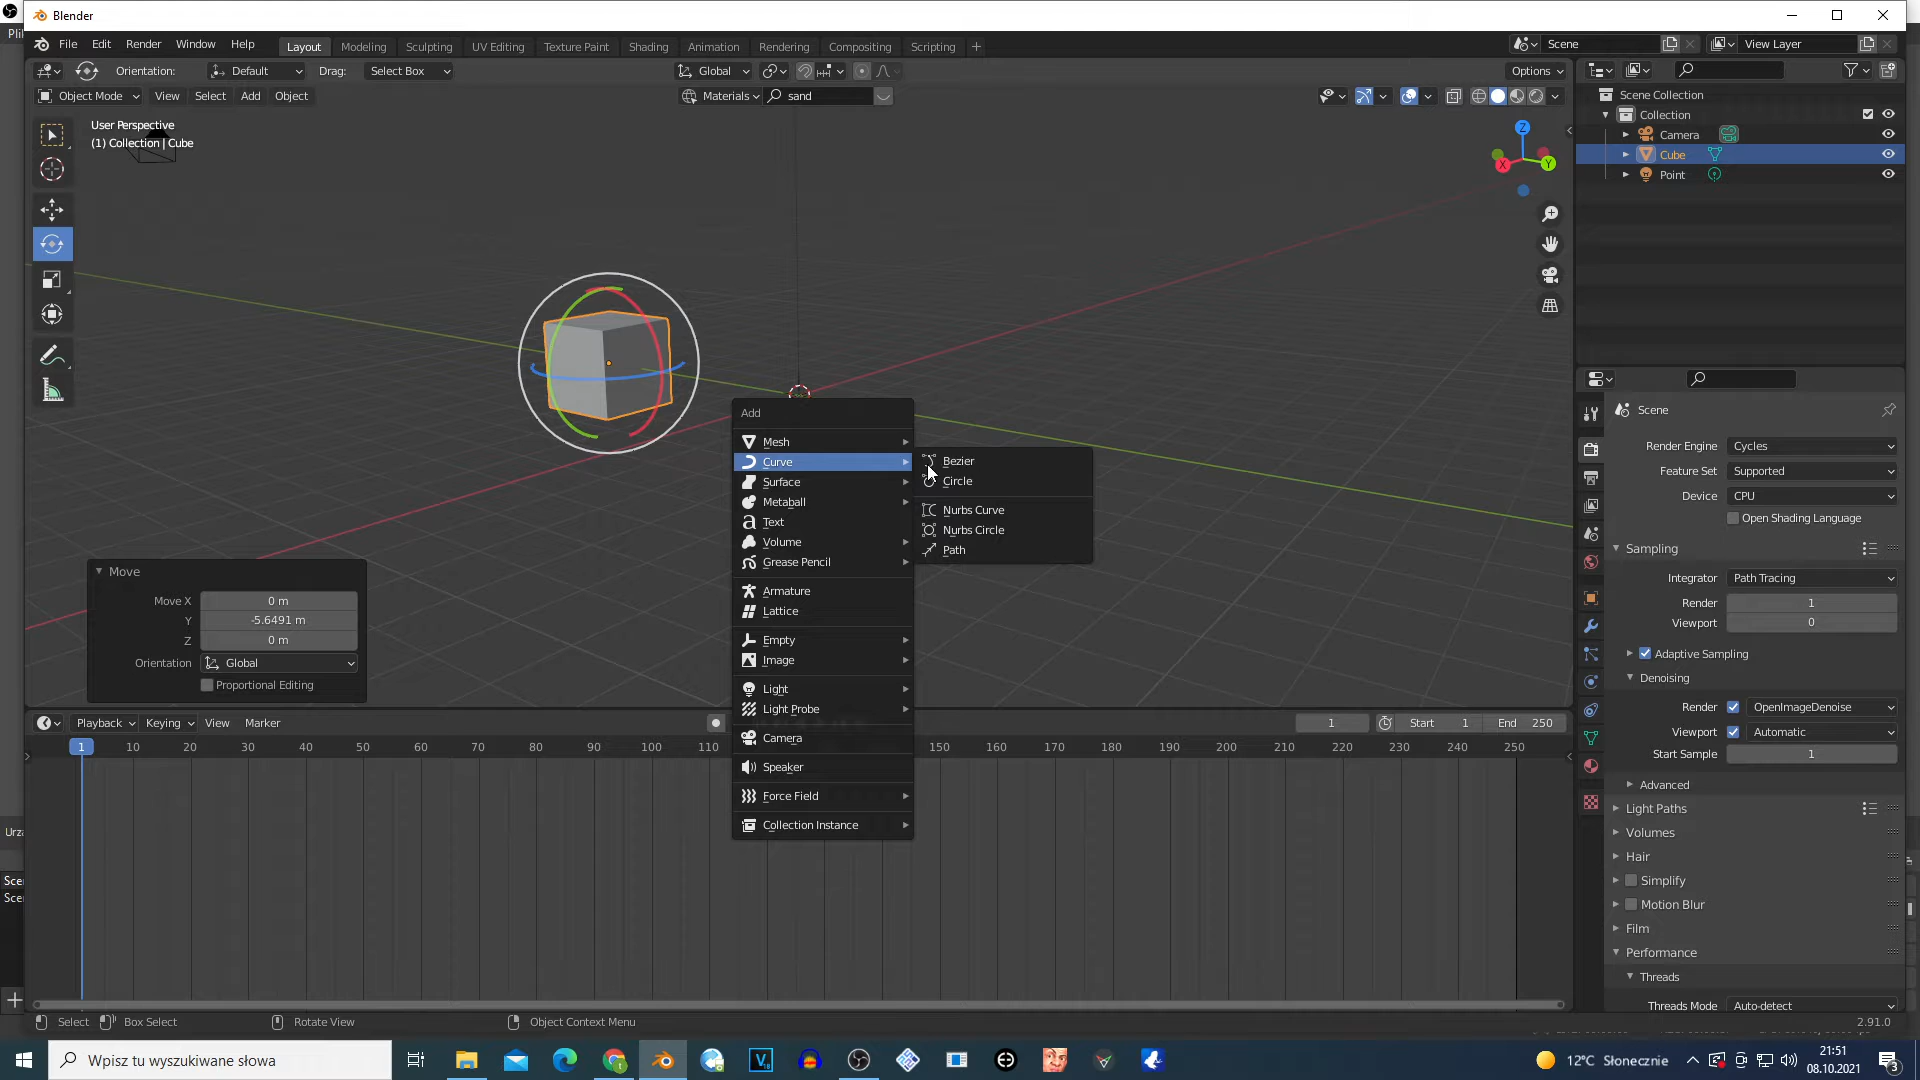 Blender
Plik
File Edit Render Window Help
Layout Modeling Sculpting UV Editing Texture Paint Shading Animation Rendering Compositing Scripting +
Scene View Layer
Orientation: Default Drag: Select Box Global Options
Object Mode View Select Add Object Materials sand
User Perspective
(1) Collection | Cube
Z
X
Y
Scene Collection
Collection
Camera
Cube
Point
Add
Mesh
Curve
Surface
Metaball
Text
Volume
Grease Pencil
Armature
Lattice
Empty
Image
Light
Light Probe
Camera
Speaker
Force Field
Collection Instance
Bezier
Circle
Nurbs Curve
Nurbs Circle
Path
Move
Move X 0 m
Y -5.6491 m
Z 0 m
Orientation Global
Proportional Editing
Scene
Render Engine Cycles
Feature Set Supported
Device CPU
Open Shading Language
Sampling
Integrator Path Tracing
Render 1
Viewport 0
Adaptive Sampling
Denoising
Render OpenImageDenoise
Viewport Automatic
Start Sample 1
Advanced
Light Paths
Volumes
Hair
Simplify
Motion Blur
Film
Performance
Threads
Threads Mode Auto-detect
Playback Keying View Marker 1 Start 1 End 250
1 10 20 30 40 50 60 70 80 90 100 110 150 160 170 180 190 200 210 220 230 240 250
Urz
Scen
Scen
Select Box Select Rotate View Object Context Menu 2.91.0
Wpisz tu wyszukiwane słowa
12°C Słonecznie
21:51
08.10.2021
3